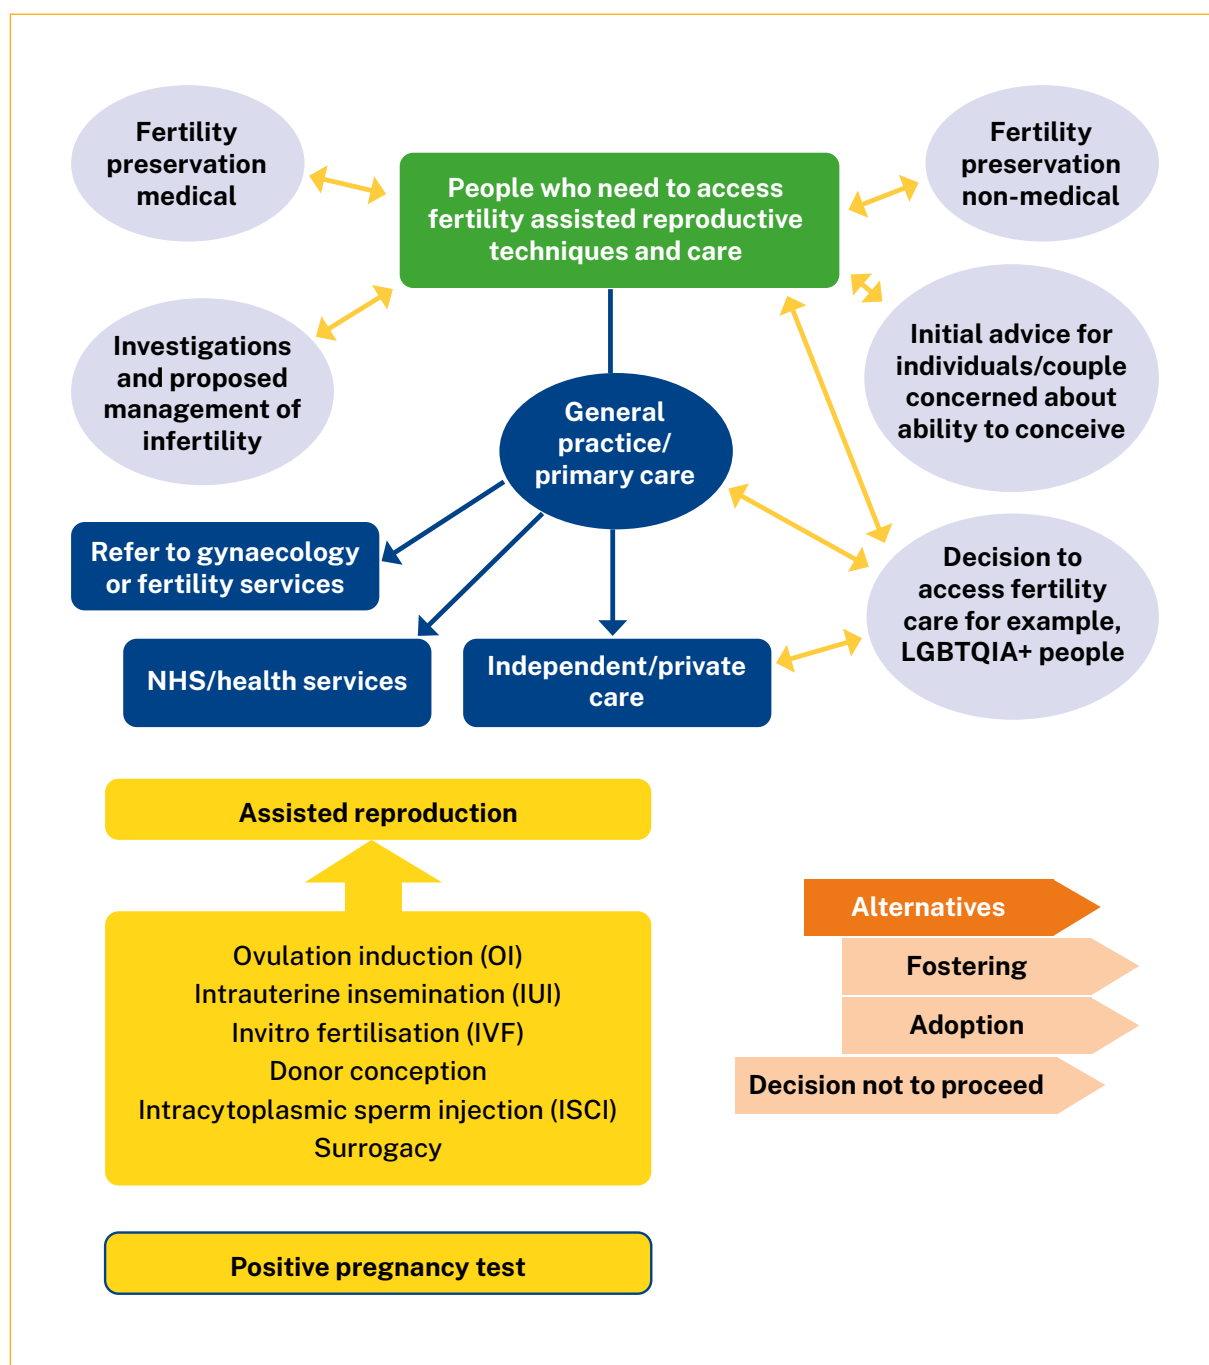 Fertility
preservation
medical
People who need to access
fertility assisted reproductive
techniques and care
Fertility
preservation
non-medical
Investigations
and proposed
management of
infertility
Initial advice for
individuals/couple
concerned about
ability to conceive
General
practice/
primary care
Refer to gynaecology
or fertility services
Decision to
access fertility
care for example,
LGBTQIA+ people
NHS/health services
Independent/private
care
Assisted reproduction
Ovulation induction (OI)
Intrauterine insemination (IUI)
Invitro fertilisation (IVF)
Donor conception
Intracytoplasmic sperm injection (ISCI)
Surrogacy
Alternatives
Fostering
Adoption
Decision not to proceed
Positive pregnancy test